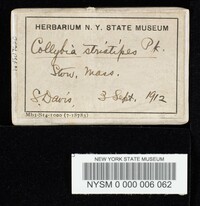 HERBARIUM N. Y. STATE MUSEUM
Collybia striatipes Pk.
Stow, Mass.
S. Davis. 3 Sept. 1912
NEW YORK STATE MUSEUM
NYSM 0 000 006 062